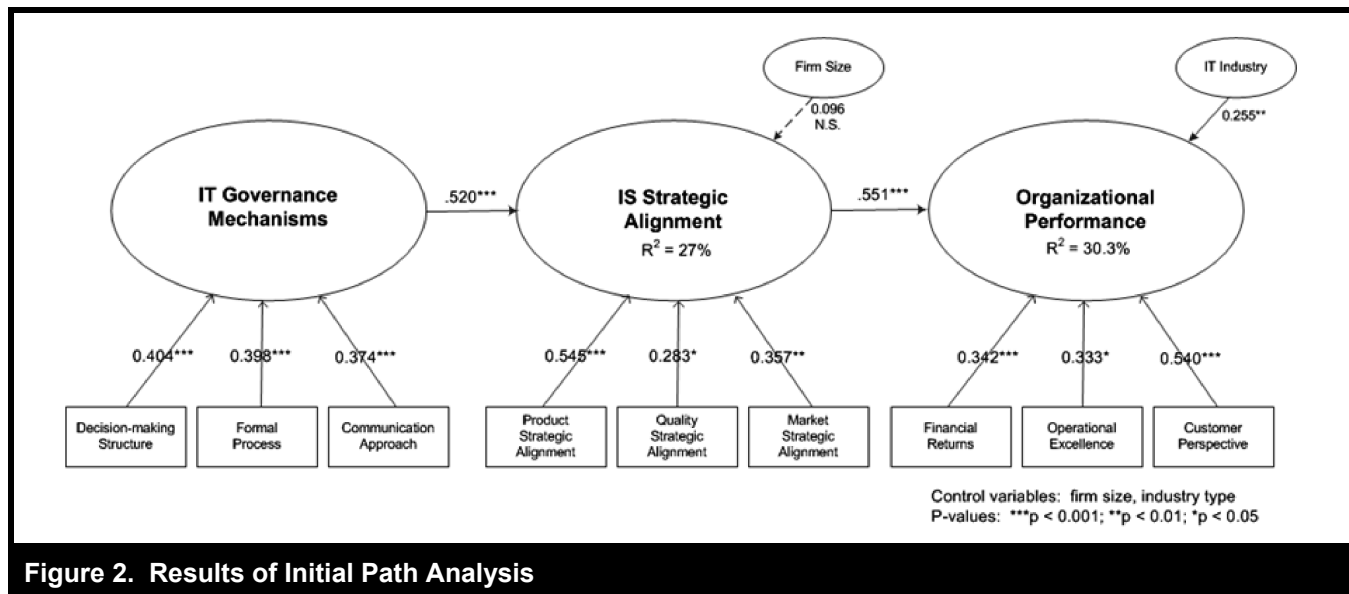 Firm Size
IT Industry
0.096
N.S.
0.255**
IT Governance
Mechanisms
.520***
IS Strategic
Alignment
R² = 27%
.551***
Organizational
Performance
R² = 30.3%
0.404***
0.398***
0.374***
0.545***
0.283*
0.357**
0.342***
0.333*
0.540***
Decision-making
Structure
Formal
Process
Communication
Approach
Product
Strategic
Alignment
Quality
Strategic
Alignment
Market
Strategic
Alignment
Financial
Returns
Operational
Excellence
Customer
Perspective
Control variables: firm size, industry type
P-values: ***p < 0.001; **p < 0.01; *p < 0.05
Figure 2. Results of Initial Path Analysis